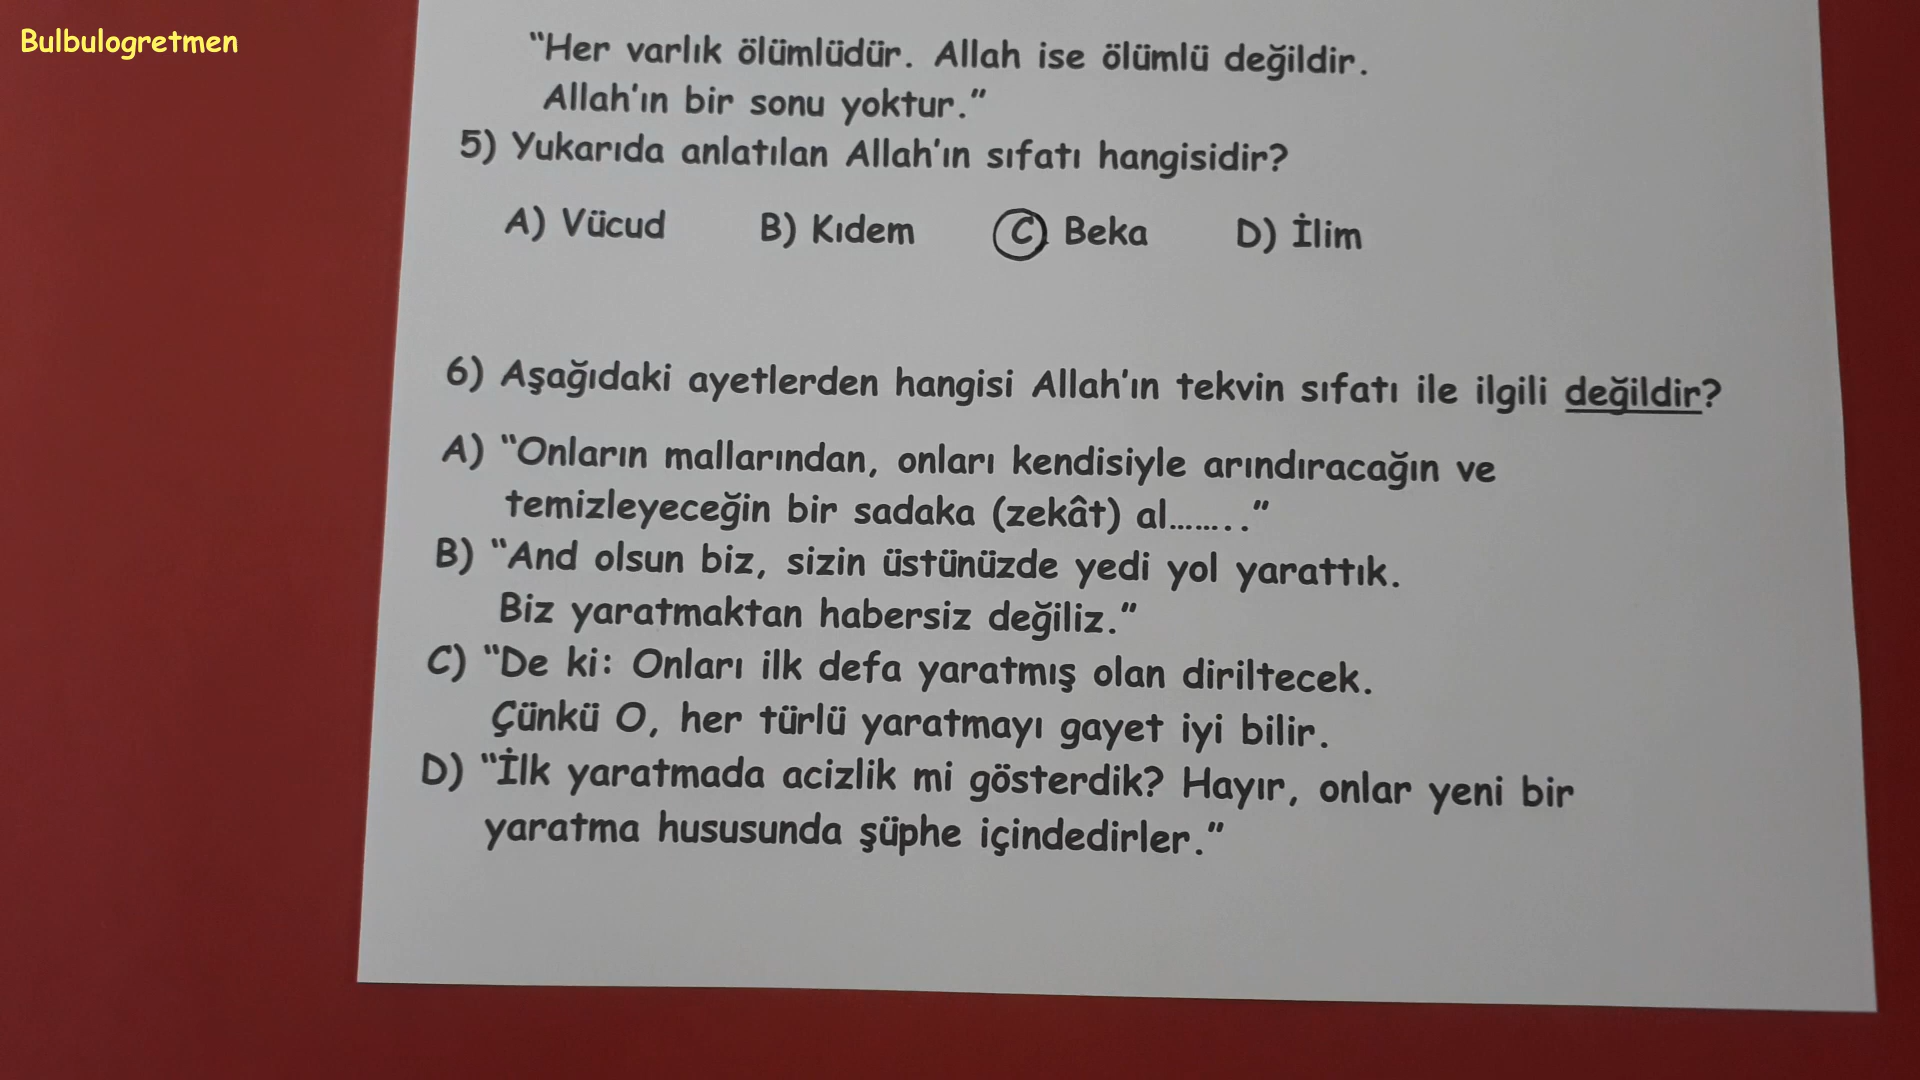 Bulbulogretmen
"Her varlık ölümlüdür. Allah ise ölümlü değildir.
Allah'ın bir sonu yoktur."
5) Yukarıda anlatılan Allah'ın sıfatı hangisidir?
A) Vücud B) Kıdem C) Beka D) İlim
6) Aşağıdaki ayetlerden hangisi Allah'ın tekvin sıfatı ile ilgili değildir?
A) "Onların mallarından, onları kendisiyle arındıracağın ve
temizleyeceğin bir sadaka (zekât) al........"
B) "And olsun biz, sizin üstünüzde yedi yol yarattık.
Biz yaratmaktan habersiz değiliz."
C) "De ki: Onları ilk defa yaratmış olan diriltecek.
Çünkü O, her türlü yaratmayı gayet iyi bilir.
D) "İlk yaratmada acizlik mi gösterdik? Hayır, onlar yeni bir
yaratma hususunda şüphe içindedirler."